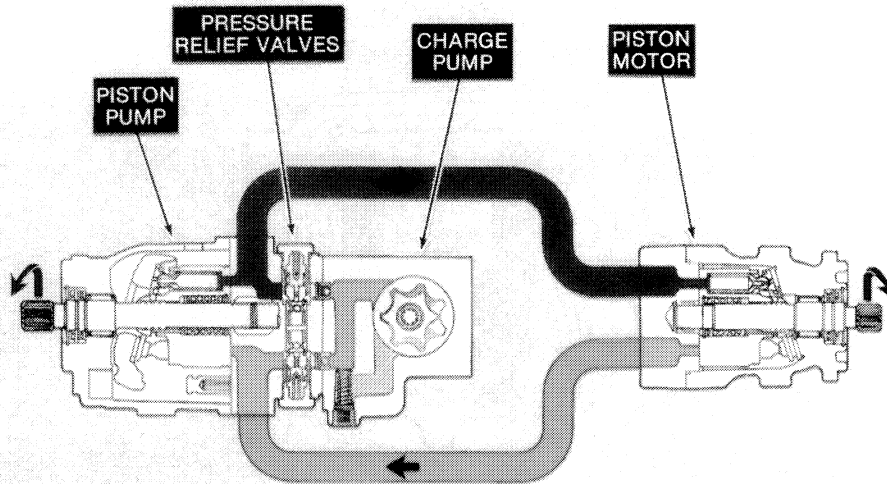 PRESSURE
RELIEF VALVES
CHARGE
PUMP
PISTON
MOTOR
PISTON
PUMP